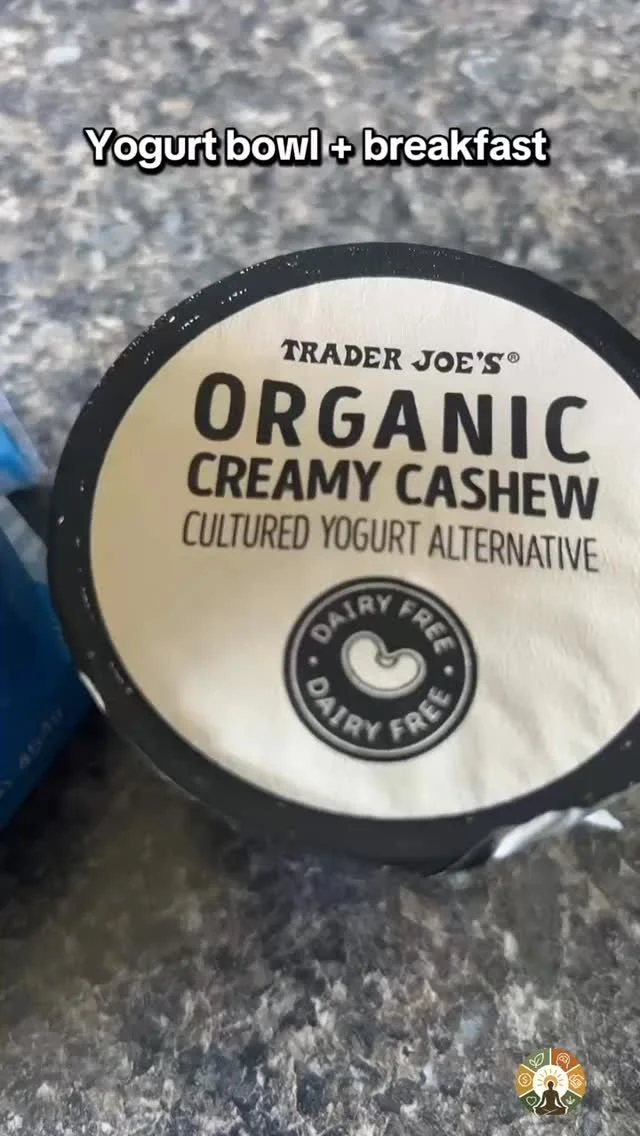 Yogurt bowl + breakfast
TRADER JOE'S®
ORGANIC
CREAMY CASHEW
CULTURED YOGURT ALTERNATIVE
DAIRY FREE
DAIRY FREE